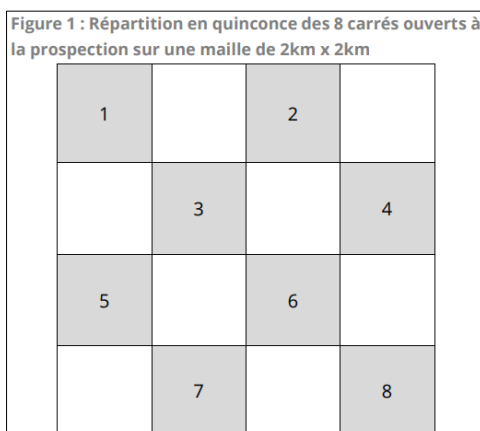 Figure 1 : Répartition en quinconce des 8 carrés ouverts à
la prospection sur une maille de 2km x 2km
1 2
3 4
5 6
7 8